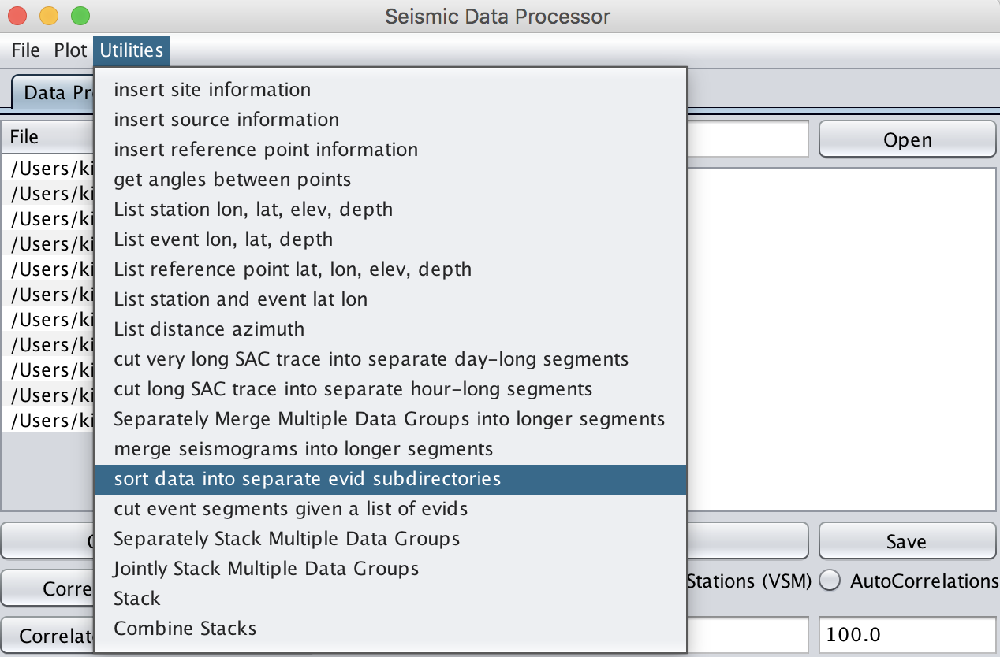 Seismic Data Processor
File Plot Utilities
Data Pr
insert site information
insert source information
insert reference point information
get angles between points
List station lon, lat, elev, depth
List event lon, lat, depth
List reference point lat, lon, elev, depth
List station and event lat lon
List distance azimuth
cut very long SAC trace into separate day-long segments
cut long SAC trace into separate hour-long segments
Separately Merge Multiple Data Groups into longer segments
merge seismograms into longer segments
sort data into separate evid subdirectories
cut event segments given a list of evids
Separately Stack Multiple Data Groups
Jointly Stack Multiple Data Groups
Stack
Combine Stacks
File
/Users/ki
/Users/ki
/Users/ki
/Users/ki
/Users/ki
/Users/ki
/Users/ki
/Users/ki
/Users/ki
/Users/ki
/Users/ki
Open
Save
Corre
Stations (VSM) AutoCorrelations
Correlat
100.0